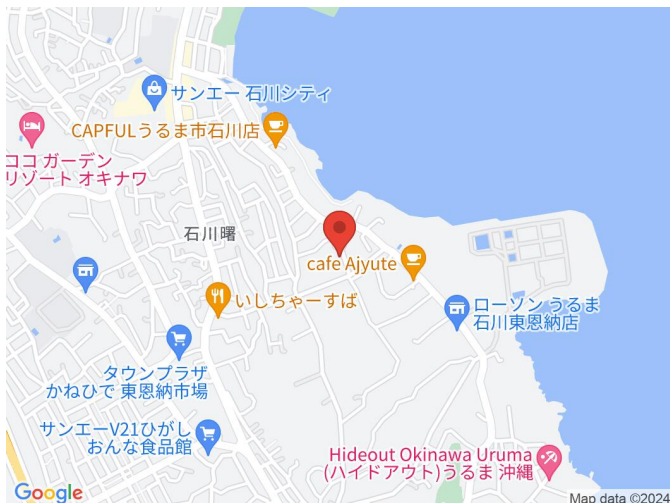 サンエー 石川シティ
CAPFULうるま市石川店
ココ ガーデン
リゾート オキナワ
石川曙
cafe Ajyute
いしちゃーすば
ローソン うるま
石川東恩納店
タウンプラザ
かねひで 東恩納市場
サンエーV21ひがし
おんな食品館
Hideout Okinawa Uruma
(ハイドアウト)うるま 沖縄
Google
Map data ©2024